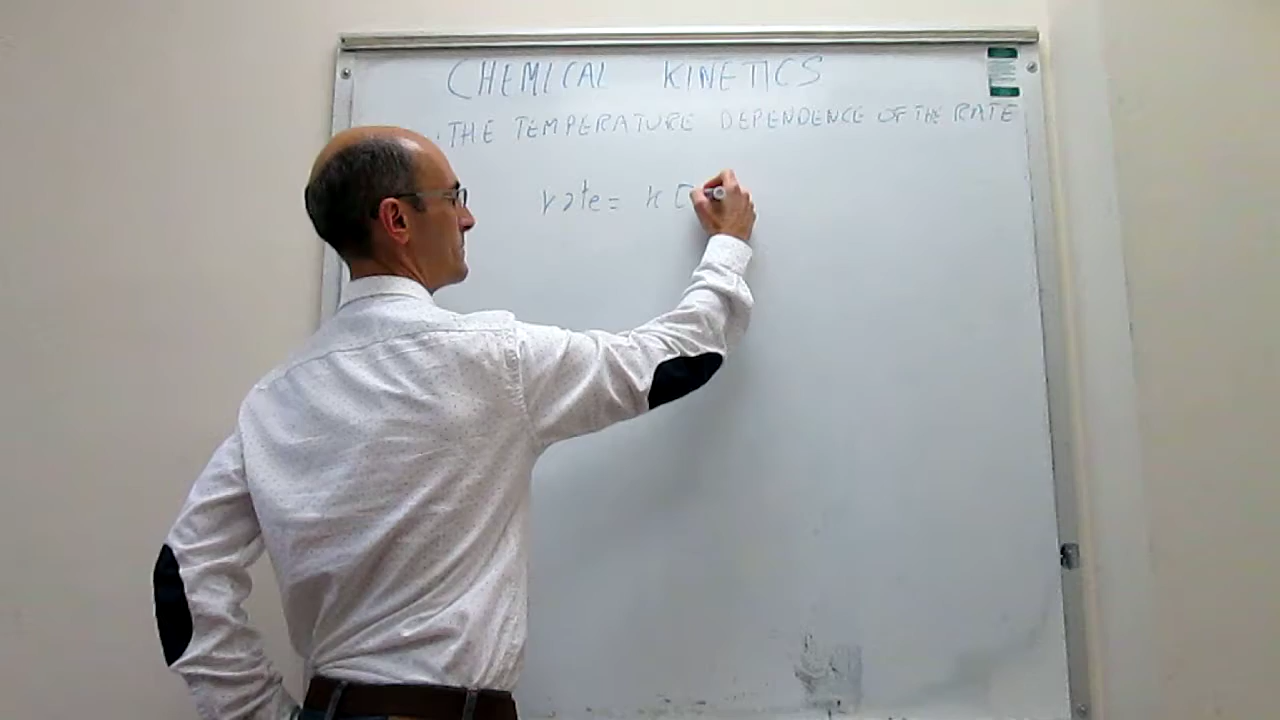 CHEMICAL KINETICS
THE TEMPERATURE DEPENDENCE OF THE RATE
rate = k [